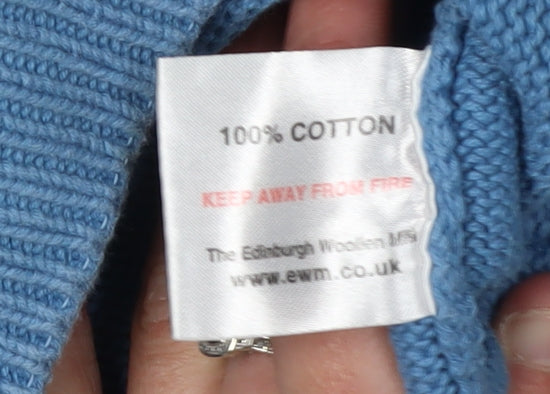 100% COTTON
KEEP AWAY FROM FIRE
The Edinburgh Woollen Mill
www.ewm.co.uk